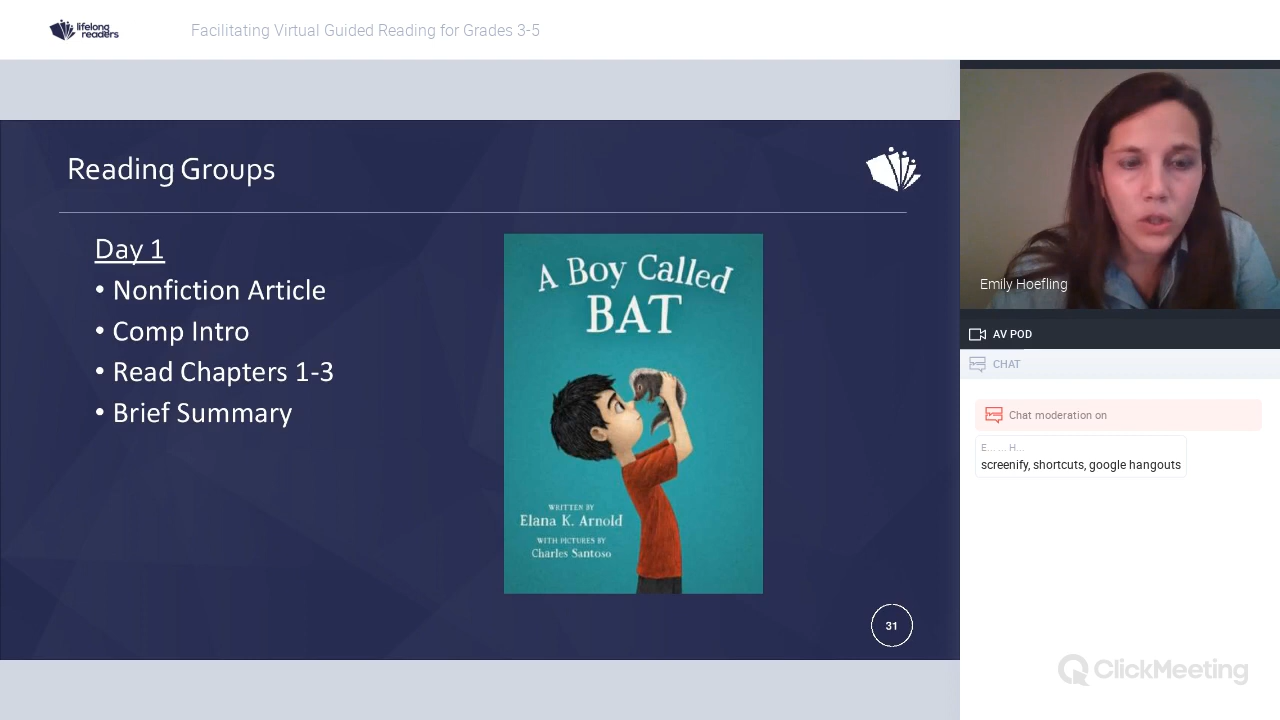 lifelong
readers
Facilitating Virtual Guided Reading for Grades 3-5
Reading Groups
Day 1
• Nonfiction Article
• Comp Intro
• Read Chapters 1-3
• Brief Summary
A Boy Called
BAT
WRITTEN BY
Elana K. Arnold
WITH PICTURES BY
Charles Santoso
31
Emily Hoefling
AV POD
CHAT
Chat moderation on
E... ... H...
screenify, shortcuts, google hangouts
ClickMeeting